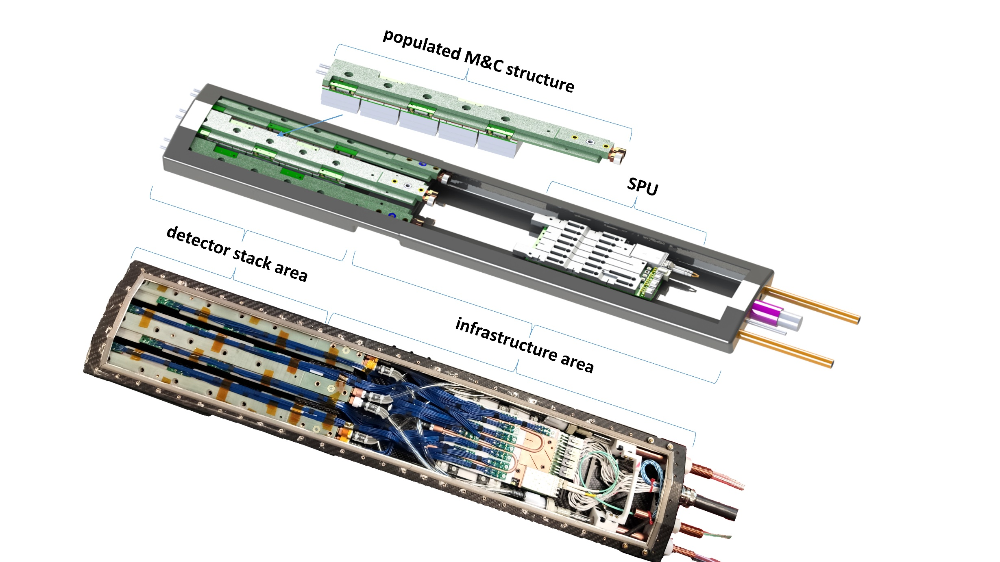 populated M&C structure
SPU
detector stack area
infrastructure area